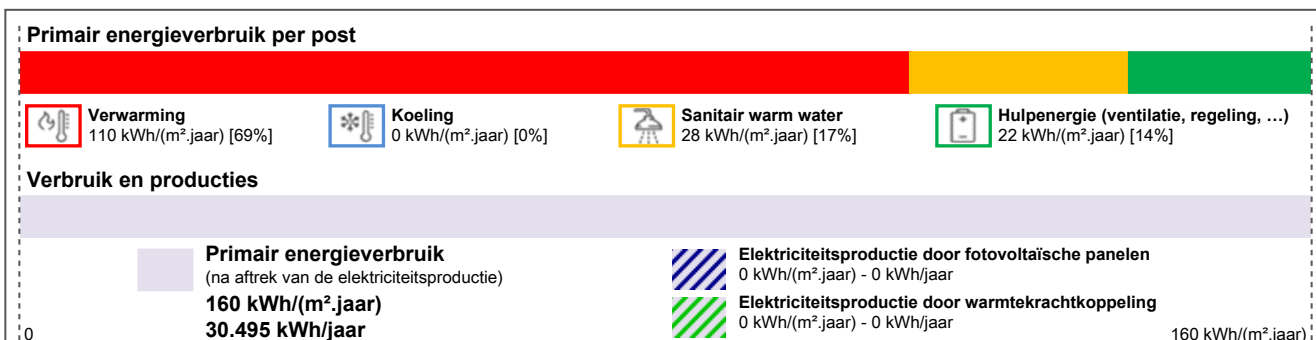 Primair energieverbruik per post
Verwarming
110 kWh/(m².jaar) [69%]
Koeling
0 kWh/(m².jaar) [0%]
Sanitair warm water
28 kWh/(m².jaar) [17%]
Hulpenergie (ventilatie, regeling, …)
22 kWh/(m².jaar) [14%]
Verbruik en producties
Primair energieverbruik
(na aftrek van de elektriciteitsproductie)
160 kWh/(m².jaar)
30.495 kWh/jaar
Elektriciteitsproductie door fotovoltaïsche panelen
0 kWh/(m².jaar) - 0 kWh/jaar
Elektriciteitsproductie door warmtekrachtkoppeling
0 kWh/(m².jaar) - 0 kWh/jaar
0
160 kWh/(m².jaar)